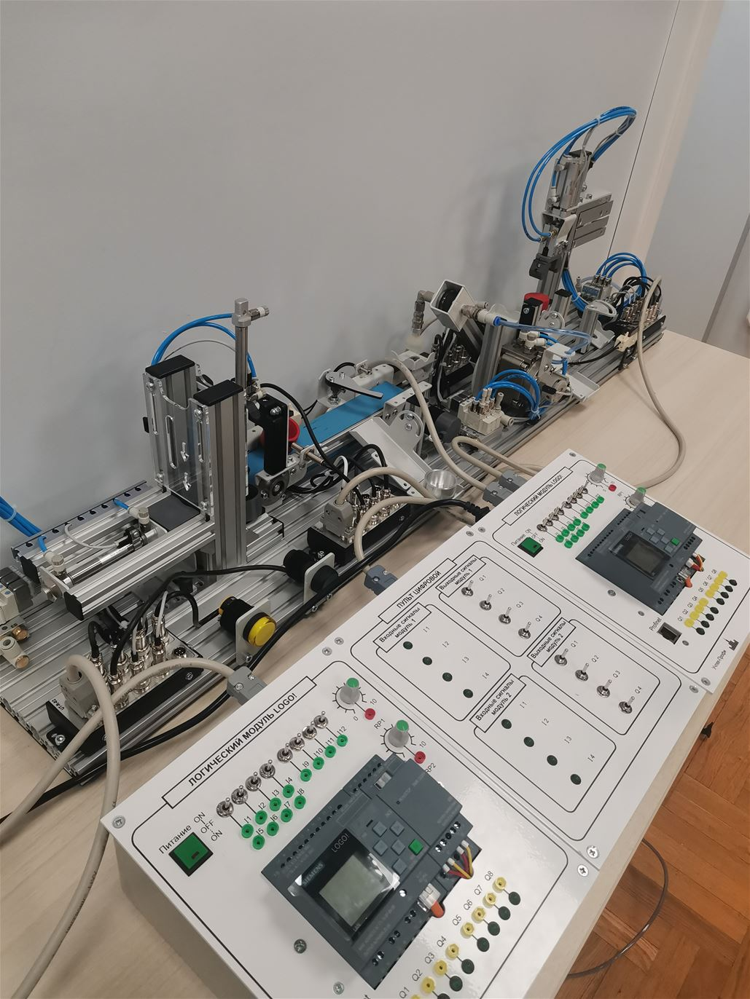 ЛОГИЧЕСКИЙ МОДУЛЬ LOGO!
Питание
ON
OFF
ON
RP1
0
10
Profinet
Q1 Q2 Q3 Q4 Q5 Q6 Q7 Q8
Учтех-Профи
ПУЛЬТ ЦИФРОВОЙ
Выходные сигналы
модуль 1
Q1
Q2
Q3
Q4
Входные сигналы
модуль 1
I1
I2
I3
I4
Выходные сигналы
модуль 2
Q1
Q2
Q3
Q4
Входные сигналы
модуль 2
I1
I2
I3
I4
ЛОГИЧЕСКИЙ МОДУЛЬ LOGO!
Питание
ON
OFF
ON
0
10
RP1
10
RP2
I1 I2 I3 I4 I9 I10 I11 I12
I5 I6 I7 I8
SIEMENS
LOGO!
Q1 Q2 Q3 Q4 Q5 Q6 Q7 Q8